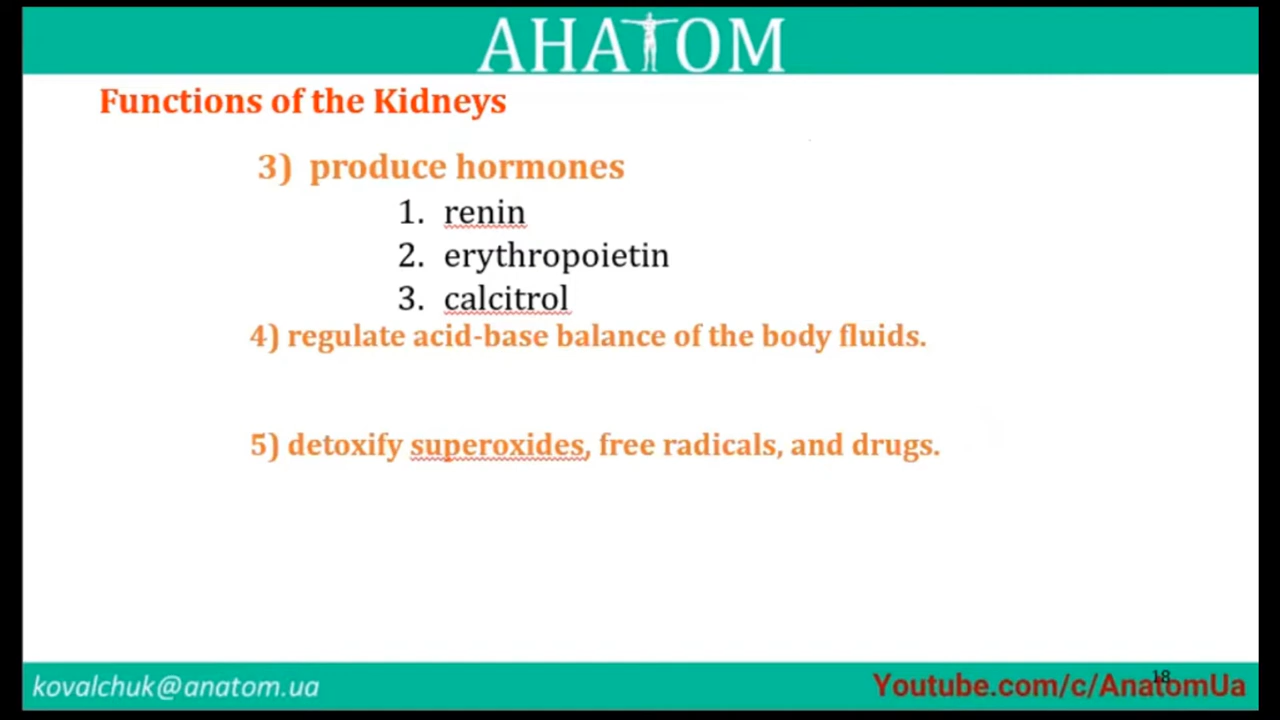 АНАТОМ
Functions of the Kidneys
3) produce hormones
1. renin
2. erythropoietin
3. calcitrol
4) regulate acid-base balance of the body fluids.
5) detoxify superoxides, free radicals, and drugs.
kovalchuk@anatom.ua
Youtube.com/c/AnatomUa
18